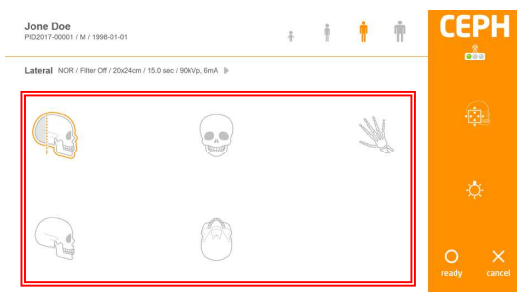 Jone Doe
PID2017-00001 / M / 1998-01-01
CEPH
Lateral NOR / Filter Off / 20x24cm / 15.0 sec / 90kVp, 6mA
ready
cancel